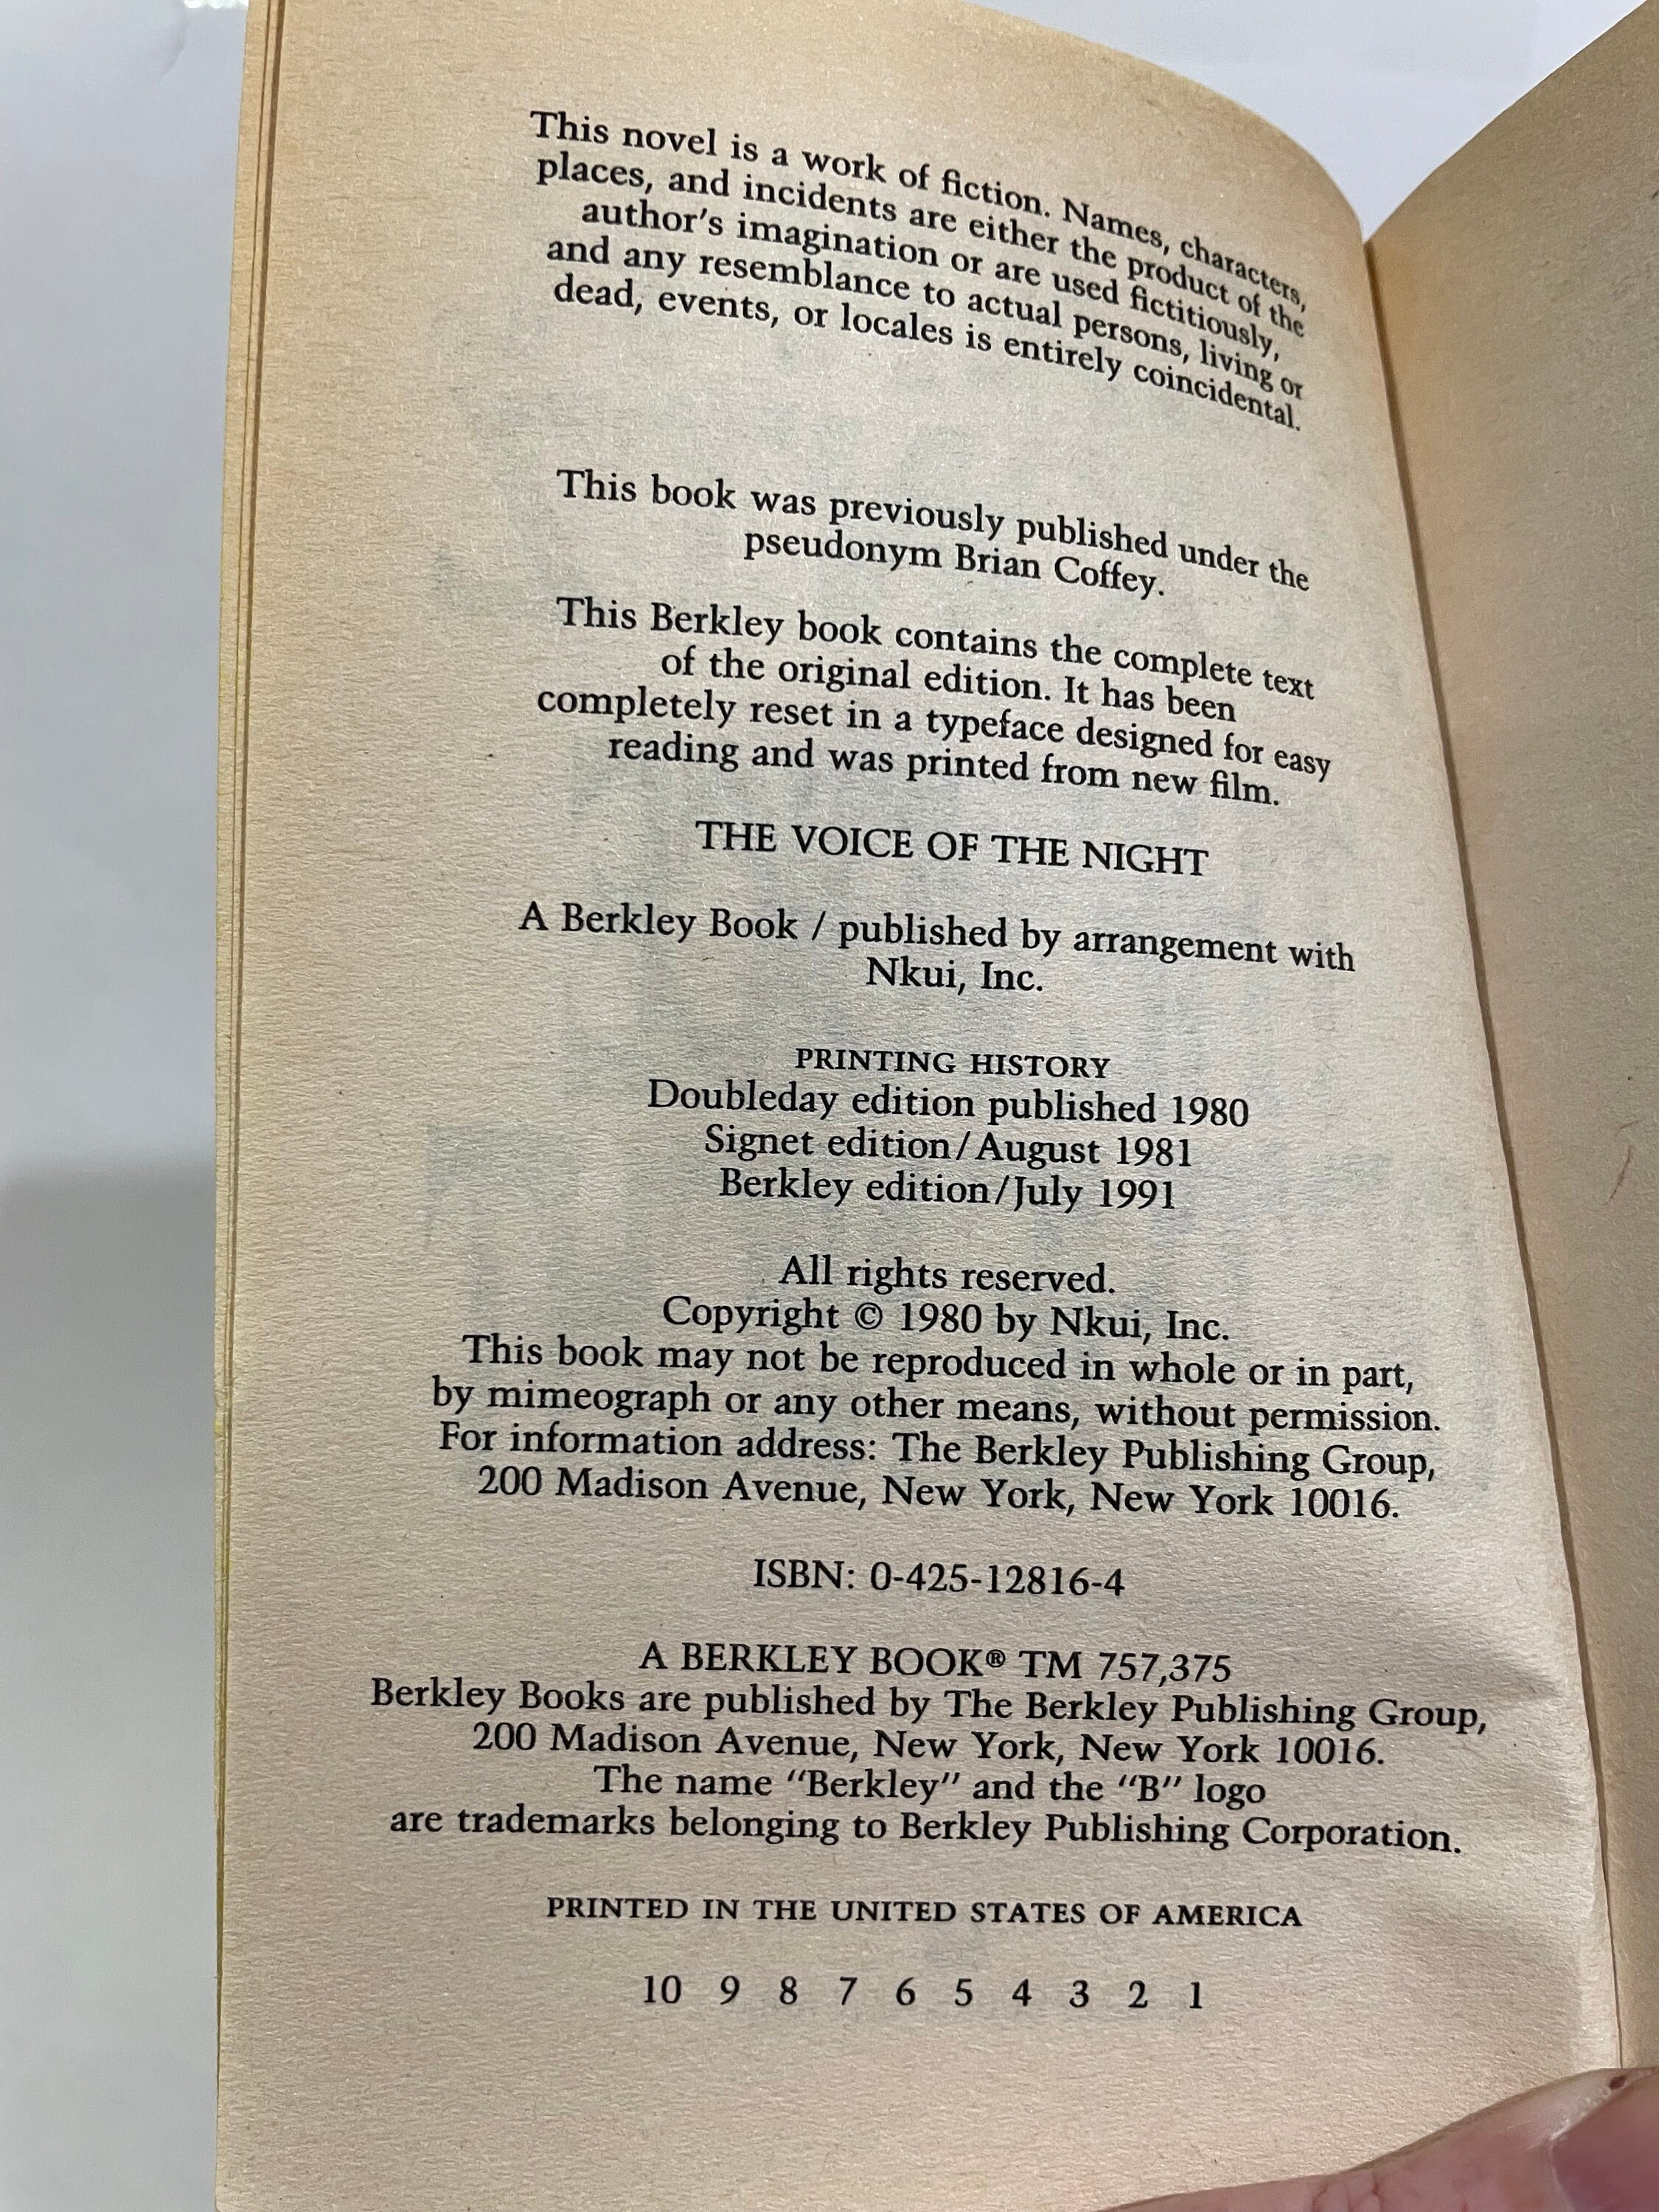 This novel is a work of fiction. Names, characters,
places, and incidents are either the product of the
author's imagination or are used fictitiously,
and any resemblance to actual persons, living or
dead, events, or locales is entirely coincidental.
This book was previously published under the
pseudonym Brian Coffey.
This Berkley book contains the complete text
of the original edition. It has been
completely reset in a typeface designed for easy
reading and was printed from new film.
THE VOICE OF THE NIGHT
A Berkley Book / published by arrangement with
Nkui, Inc.
PRINTING HISTORY
Doubleday edition published 1980
Signet edition/August 1981
Berkley edition/July 1991
All rights reserved.
Copyright © 1980 by Nkui, Inc.
This book may not be reproduced in whole or in part,
by mimeograph or any other means, without permission.
For information address: The Berkley Publishing Group,
200 Madison Avenue, New York, New York 10016.
ISBN: 0-425-12816-4
A BERKLEY BOOK® TM 757,375
Berkley Books are published by The Berkley Publishing Group,
200 Madison Avenue, New York, New York 10016.
The name "Berkley" and the "B" logo
are trademarks belonging to Berkley Publishing Corporation.
PRINTED IN THE UNITED STATES OF AMERICA
10 9 8 7 6 5 4 3 2 1